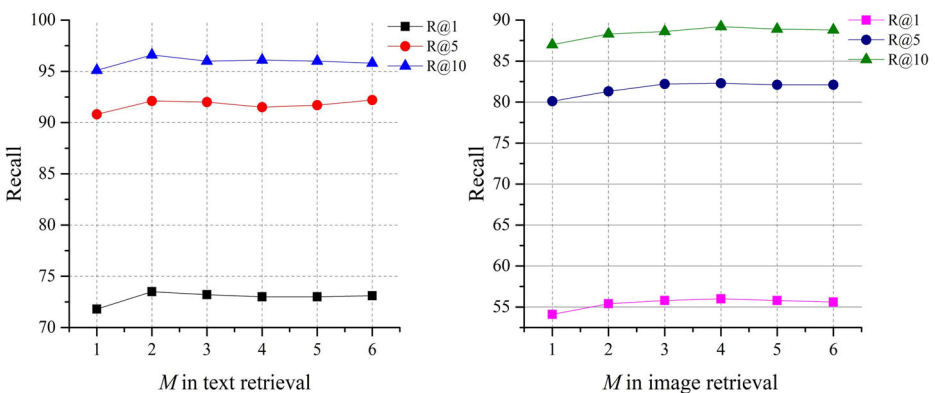 100
95
90
85
80
75
70
Recall
1 2 3 4 5 6
M in text retrieval
R@1
R@5
R@10
90
85
80
75
70
65
60
55
Recall
1 2 3 4 5 6
M in image retrieval
R@1
R@5
R@10